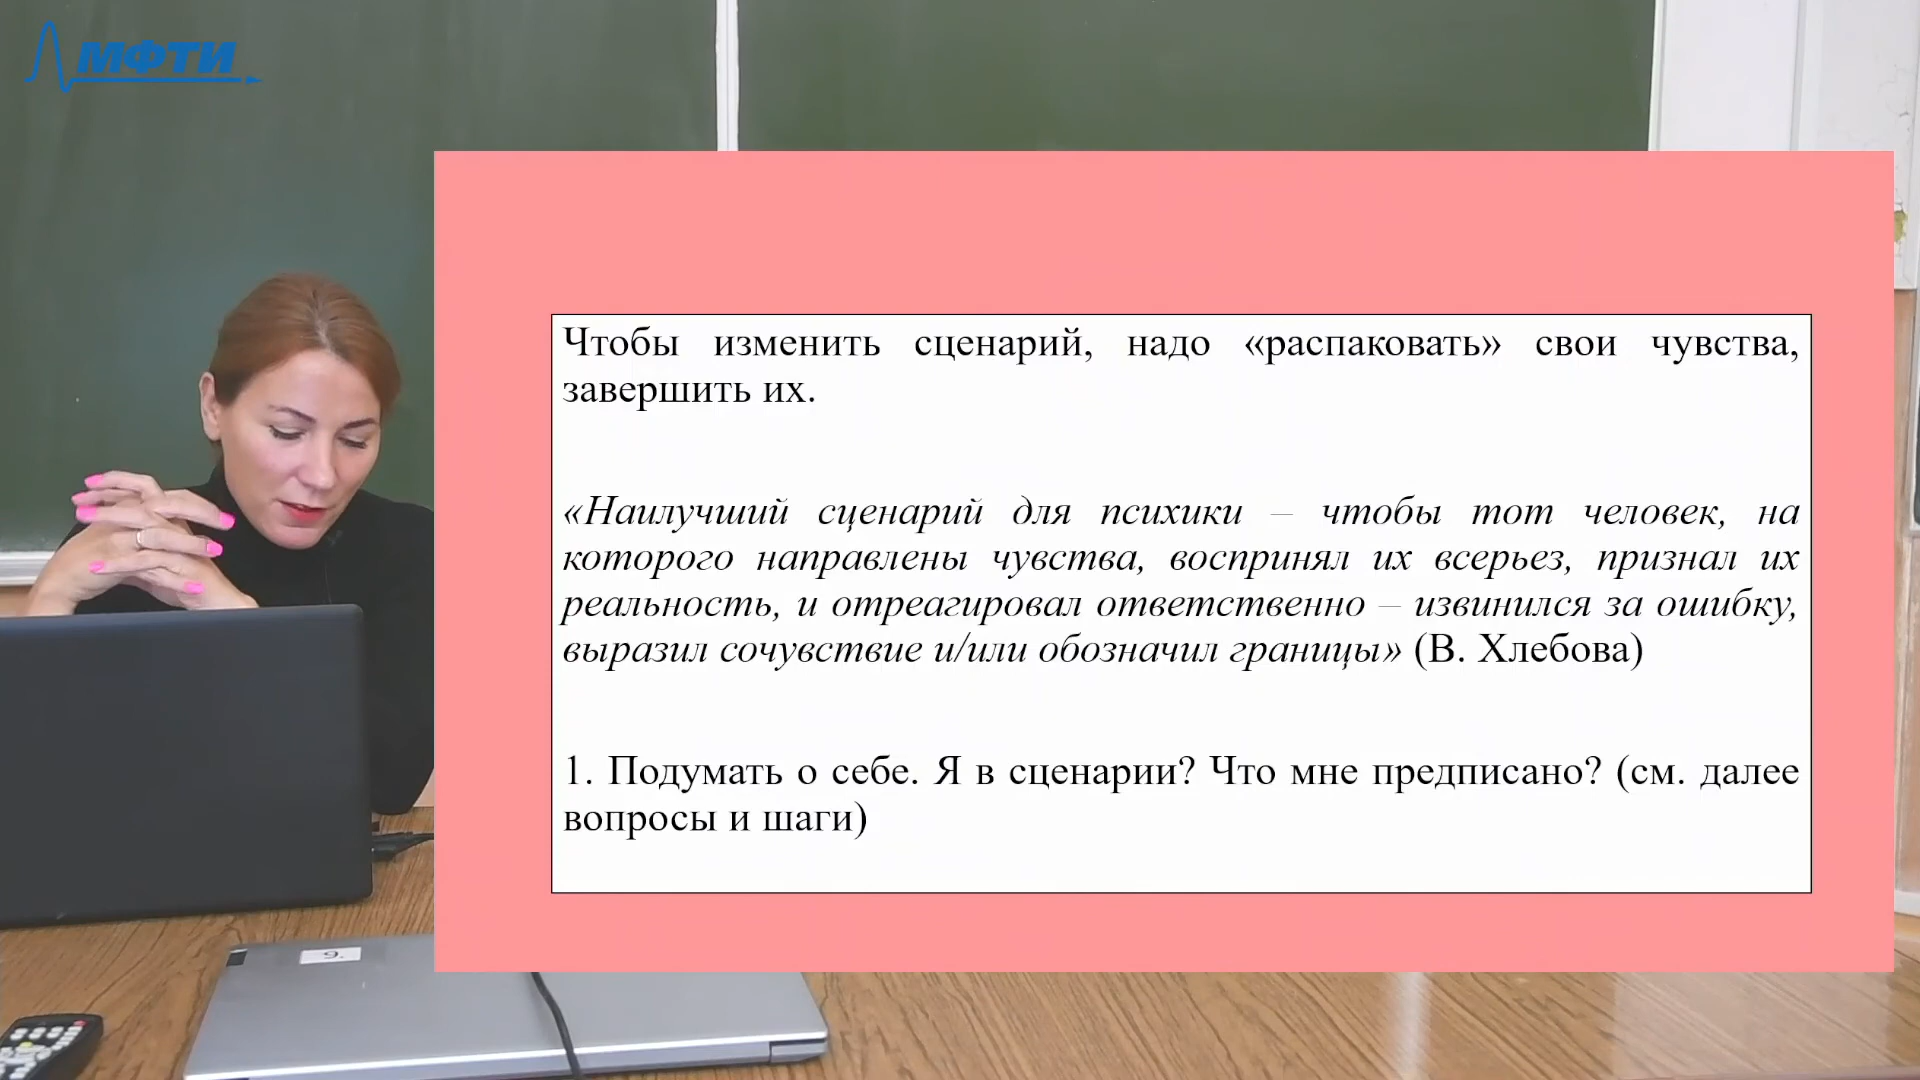 МФТИ
Чтобы изменить сценарий, надо «распаковать» свои чувства,
завершить их.
«Наилучший сценарий для психики – чтобы тот человек, на
которого направлены чувства, воспринял их всерьез, признал их
реальность, и отреагировал ответственно – извинился за ошибку,
выразил сочувствие и/или обозначил границы» (В. Хлебова)
1. Подумать о себе. Я в сценарии? Что мне предписано? (см. далее
вопросы и шаги)
9.